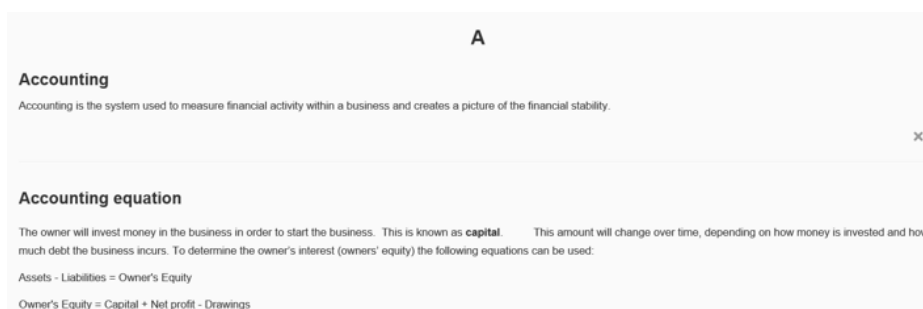 A
Accounting
Accounting is the system used to measure financial activity within a business and creates a picture of the financial stability.
Accounting equation
The owner will invest money in the business in order to start the business. This is known as capital. This amount will change over time, depending on how money is invested and
much debt the business incurs. To determine the owner's interest (owners' equity) the following equations can be used:
Assets - Liabilities = Owner's Equity
Owner's Equity = Capital + Net profit - Drawings